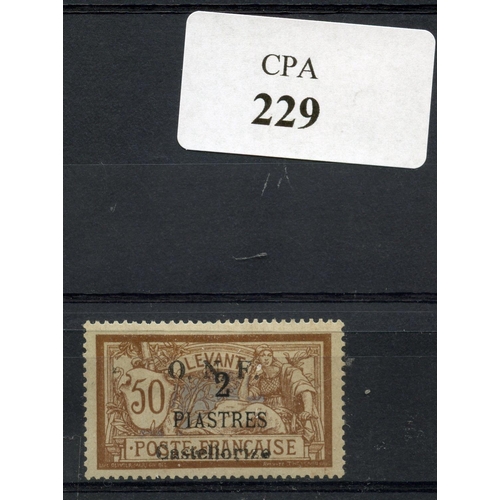 CPA
229
LEVANT
O N F
50
2
PIASTRES
POSTE FRANÇAISE
Castellorizo